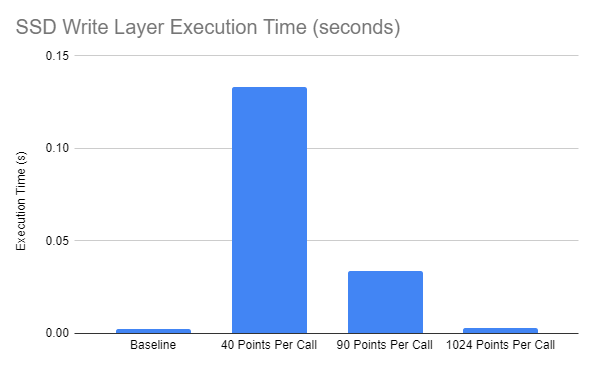 SSD Write Layer Execution Time (seconds)
Execution Time (s)
0.15
0.10
0.05
0.00
Baseline
40 Points Per Call
90 Points Per Call
1024 Points Per Call